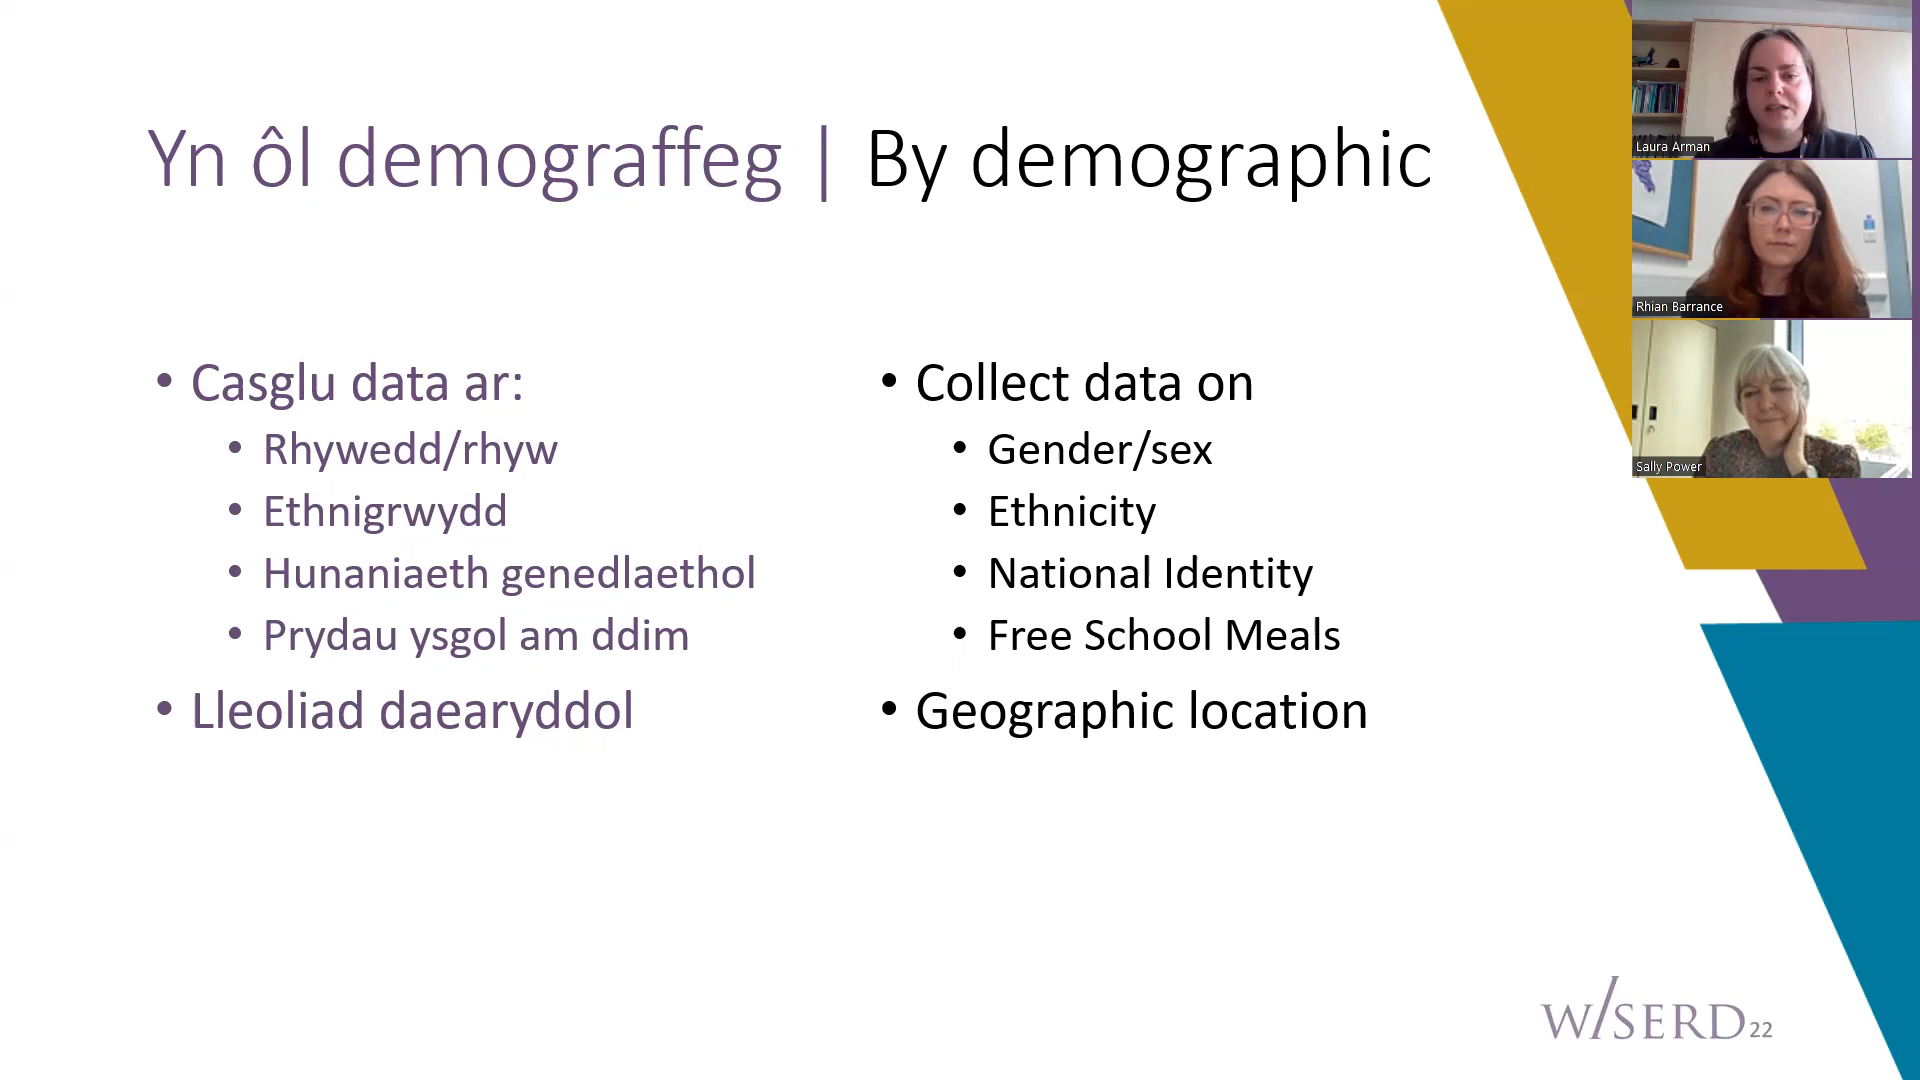 Yn ôl demograffeg | By demographic
• Casglu data ar:
• Rhywedd/rhyw
• Ethnigrwydd
• Hunaniaeth genedlaethol
• Prydau ysgol am ddim
• Lleoliad daearyddol
• Collect data on
• Gender/sex
• Ethnicity
• National Identity
• Free School Meals
• Geographic location
Laura Arman
Rhian Barrance
Sally Power
W/SERD 22